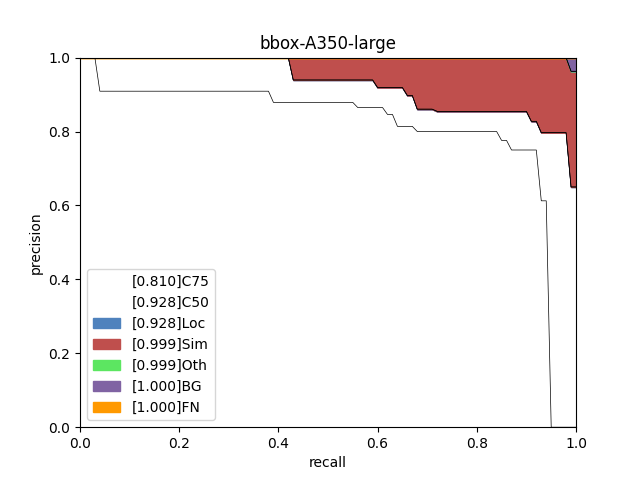 bbox-A350-large
1.0
0.8
0.6
0.4
0.2
0.0
precision
[0.810]C75
[0.928]C50
[0.928]Loc
[0.999]Sim
[0.999]Oth
[1.000]BG
[1.000]FN
0.0 0.2 0.4 0.6 0.8 1.0
recall